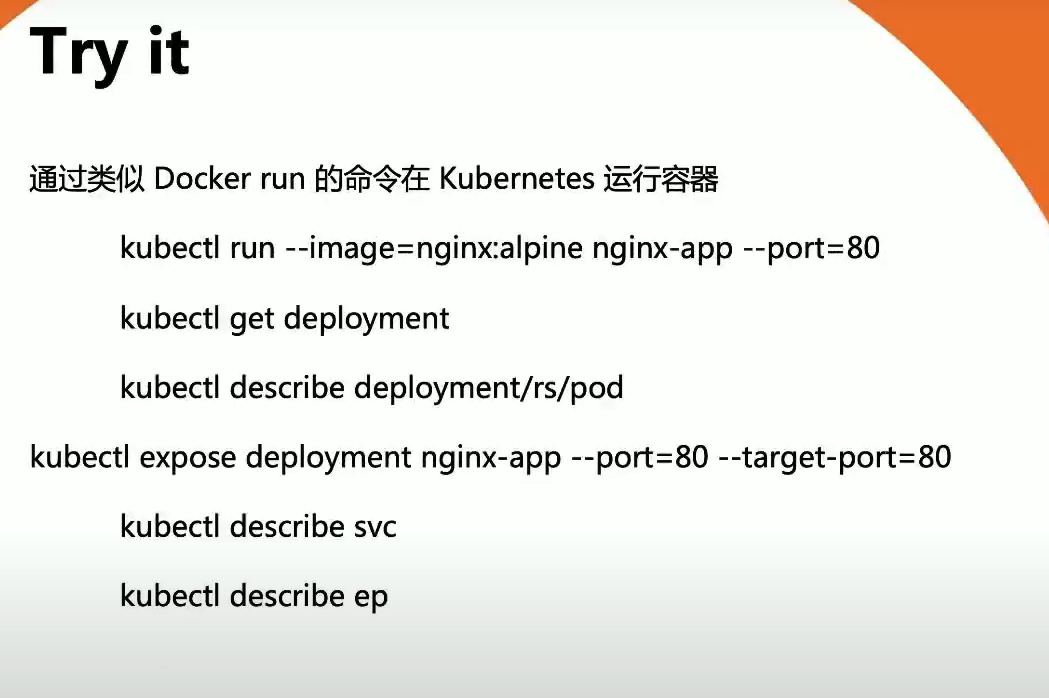 Try it
通过类似 Docker run 的命令在 Kubernetes 运行容器
kubectl run --image=nginx:alpine nginx-app --port=80
kubectl get deployment
kubectl describe deployment/rs/pod
kubectl expose deployment nginx-app --port=80 --target-port=80
kubectl describe svc
kubectl describe ep